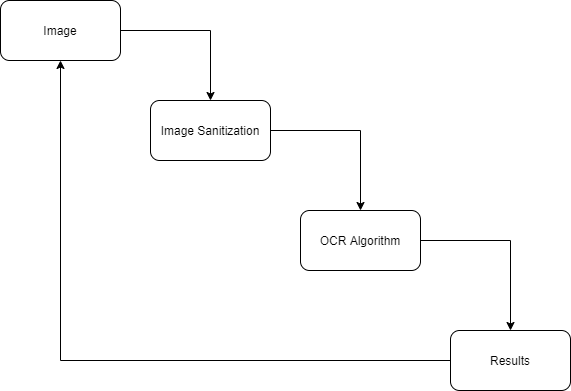 Image
Image Sanitization
OCR Algorithm
Results